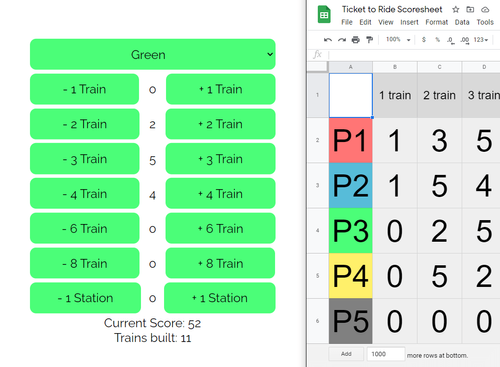 Green
- 1 Train 0 + 1 Train
- 2 Train 2 + 2 Train
- 3 Train 5 + 3 Train
- 4 Train 4 + 4 Train
- 6 Train 0 + 6 Train
- 8 Train 0 + 8 Train
- 1 Station 0 + 1 Station
Current Score: 52
Trains built: 11
Ticket to Ride Scoresheet
File Edit View Insert Format Data Tools
100% $ % .0 .00 123
fx
A B C D
1 1 train 2 train 3 train
2 P1 1 3 5
3 P2 1 5 4
4 P3 0 2 5
5 P4 0 5 2
6 P5 0 0 0
Add 1000 more rows at bottom.